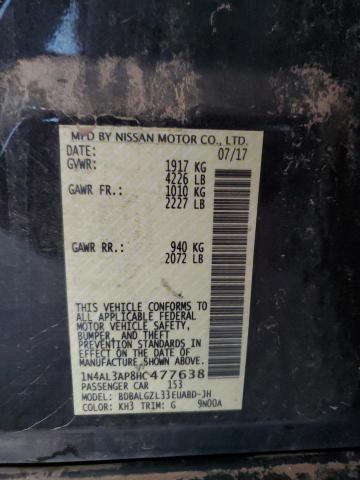 MFD BY NISSAN MOTOR CO., LTD.
DATE: 07/17
GVWR: 1917 KG
4226 LB
GAWR FR.: 1010 KG
2227 LB
GAWR RR.: 940 KG
2072 LB
THIS VEHICLE CONFORMS TO
ALL APPLICABLE FEDERAL
MOTOR VEHICLE SAFETY,
BUMPER, AND THEFT
PREVENTION STANDARDS IN
EFFECT ON THE DATE OF
MANUFACTURE SHOWN ABOVE.
1N4AL3AP8HC477638
PASSENGER CAR 153
MODEL: BDBALGZL33EUABD-JH
COLOR: KH3 TRIM: G 9N00A